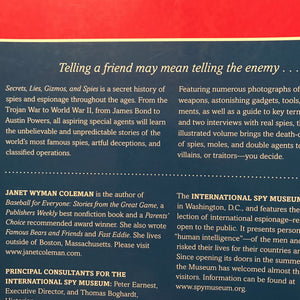 Telling a friend may mean telling the enemy . . .
Secrets, Lies, Gizmos, and Spies is a secret history of
spies and espionage throughout the ages. From the
Trojan War to World War II, from James Bond to
Austin Powers, all aspiring special agents will learn
the unbelievable and unpredictable stories of the
world's most famous spies, artful deceptions, and
classified operations.
Featuring numerous photographs of
weapons, astonishing gadgets, tools,
ments, as well as a guide to key terms
and two interviews with real spies, th
illustrated volume brings the death-d
of spies, moles, and double agents to
villains, or traitors—you decide.
JANET WYMAN COLEMAN is the author of
Baseball for Everyone: Stories from the Great Game, a
Publishers Weekly best nonfiction book and a Parents'
Choice recommended award winner. She also wrote
Famous Bears and Friends and Fast Eddie. She lives
outside of Boston, Massachusetts. Please visit
www.janetcoleman.com.
PRINCIPAL CONSULTANTS FOR THE
INTERNATIONAL SPY MUSEUM: Peter Earnest,
Executive Director, and Thomas Boghardt,
The INTERNATIONAL SPY MUSEU
in Washington, D.C., and features the
lection of international espionage-re
open to the public. It presents person
"human intelligence"—of the men and
risked their lives for their countries an
Since opening its doors in the summe
the Museum has welcomed almost th
visitors. Information can be found at
www.spymuseum.org.